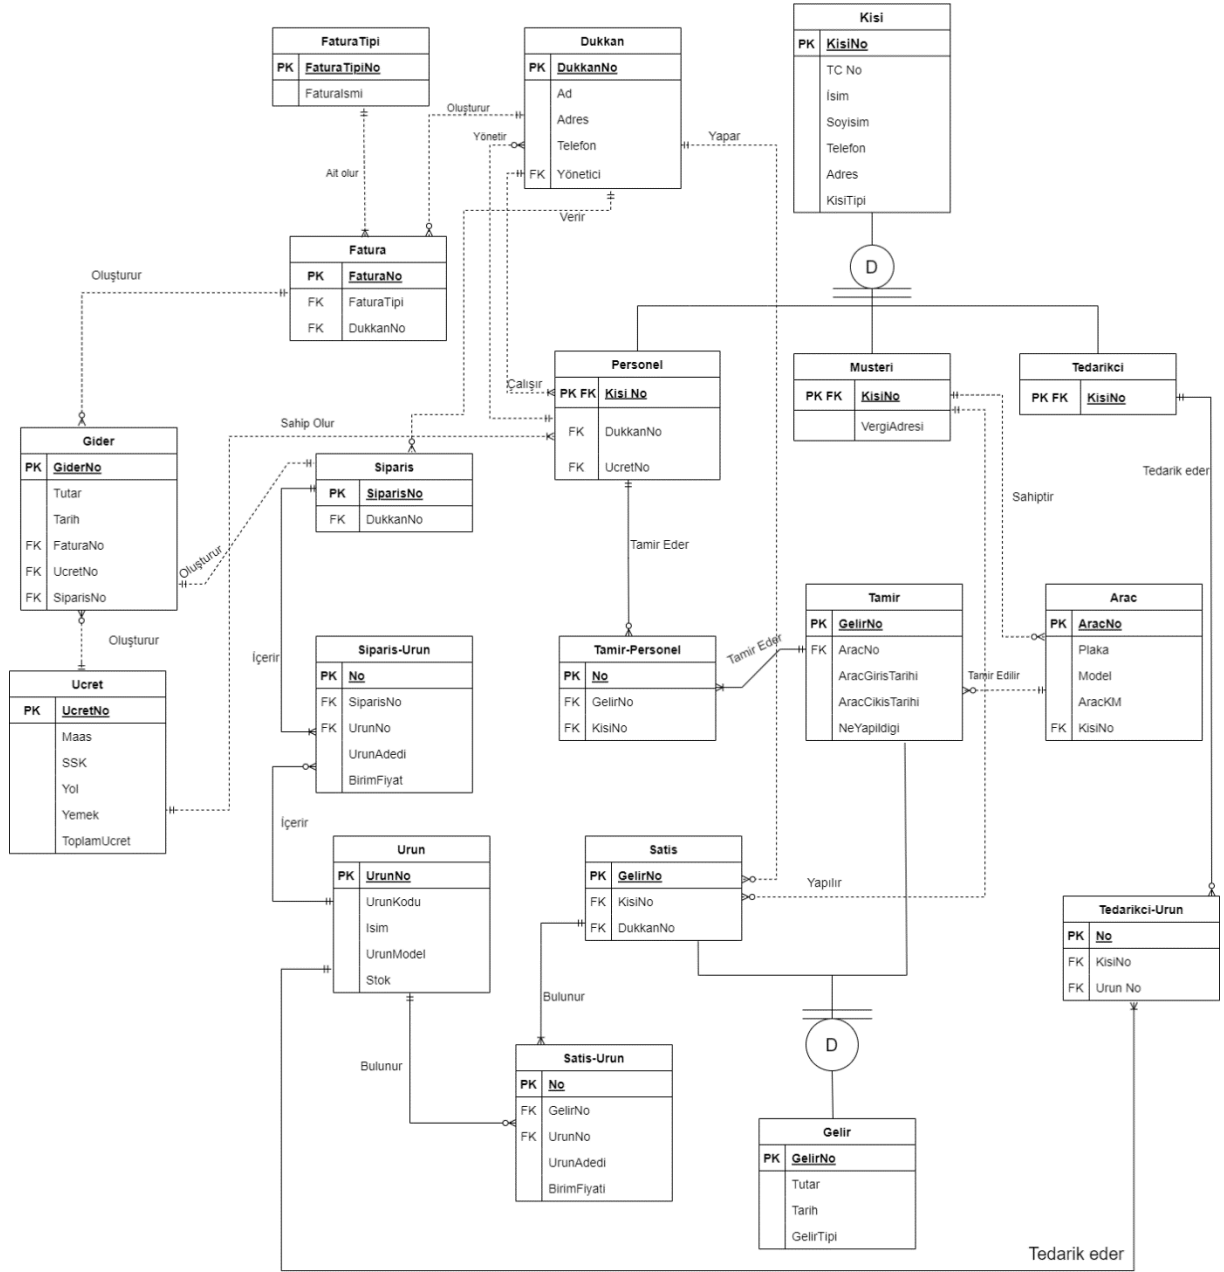 Kisi
PK KisiNo
TC No
İsim
Soyisim
Telefon
Adres
KisiTipi
FaturaTipi
PK FaturaTipiNo
FaturaIsmi
Dukkan
PK DukkanNo
Ad
Adres
Telefon
FK Yönetici
Oluşturur
Yönetir
Yapar
Ait olur
Verir
D
Fatura
PK FaturaNo
FK FaturaTipi
FK DukkanNo
Oluşturur
Personel
PK FK Kisi No
FK DukkanNo
FK UcretNo
Çalışır
Musteri
PK FK KisiNo
VergiAdresi
Tedarikci
PK FK KisiNo
Sahip Olur
Gider
PK GiderNo
Tutar
Tarih
FK FaturaNo
FK UcretNo
FK SiparisNo
Siparis
PK SiparisNo
FK DukkanNo
Tedarik eder
Sahiptir
Tamir Eder
Oluşturur
Oluşturur
İçerir
Siparis-Urun
PK No
FK SiparisNo
FK UrunNo
UrunAdedi
BirimFiyat
Tamir-Personel
PK No
FK GelirNo
FK KisiNo
Tamir Eder
Tamir
PK GelirNo
FK AracNo
AracGirisTarihi
AracCikisTarihi
NeYapildigi
Tamir Edilir
Arac
PK AracNo
Plaka
Model
AracKM
FK KisiNo
Ucret
PK UcretNo
Maas
SSK
Yol
Yemek
ToplamUcret
İçerir
Urun
PK UrunNo
UrunKodu
Isim
UrunModel
Stok
Satis
PK GelirNo
FK KisiNo
FK DukkanNo
Yapılır
Tedarikci-Urun
PK No
FK KisiNo
FK Urun No
Bulunur
Bulunur
Satis-Urun
PK No
FK GelirNo
FK UrunNo
UrunAdedi
BirimFiyati
D
Gelir
PK GelirNo
Tutar
Tarih
GelirTipi
Tedarik eder